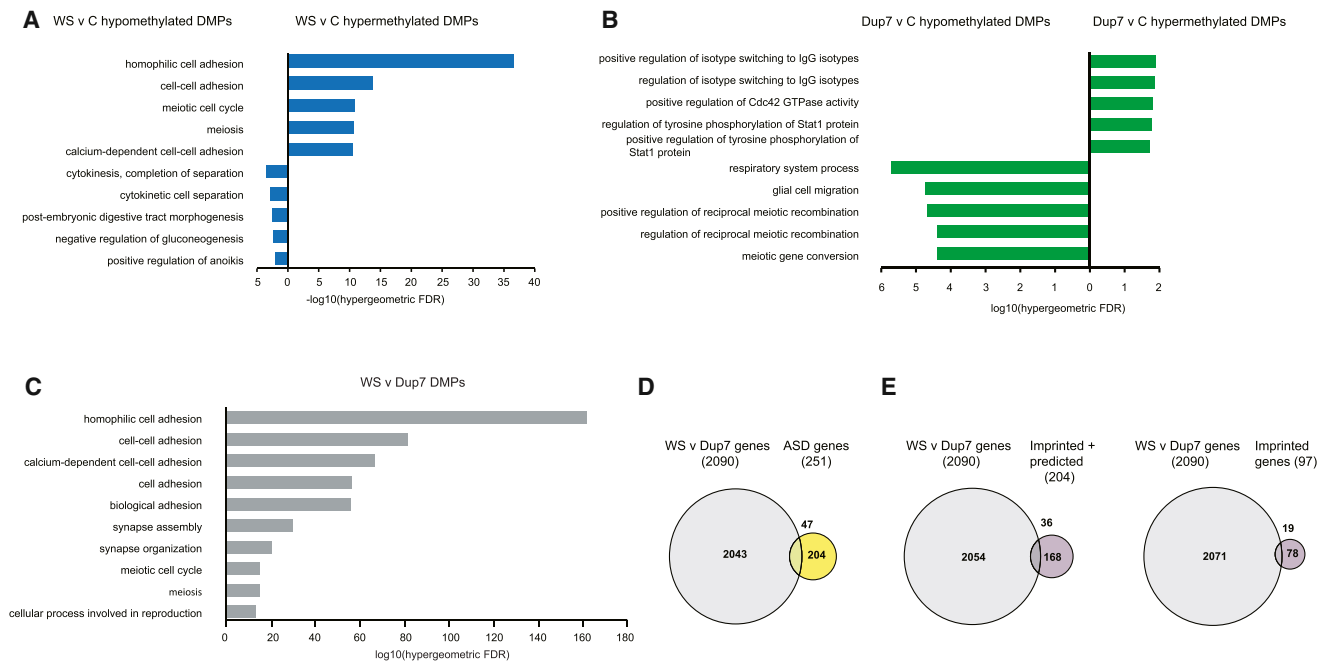 A
WS v C hypomethylated DMPs
WS v C hypermethylated DMPs
homophilic cell adhesion
cell-cell adhesion
meiotic cell cycle
meiosis
calcium-dependent cell-cell adhesion
cytokinesis, completion of separation
cytokinetic cell separation
post-embryonic digestive tract morphogenesis
negative regulation of gluconeogenesis
positive regulation of anoikis
5 0 5 10 15 20 25 30 35 40
-log10(hypergeometric FDR)
B
Dup7 v C hypomethylated DMPs
Dup7 v C hypermethylated DMPs
positive regulation of isotype switching to IgG isotypes
regulation of isotype switching to IgG isotypes
positive regulation of Cdc42 GTPase activity
regulation of tyrosine phosphorylation of Stat1 protein
positive regulation of tyrosine phosphorylation of
Stat1 protein
respiratory system process
glial cell migration
positive regulation of reciprocal meiotic recombination
regulation of reciprocal meiotic recombination
meiotic gene conversion
6 5 4 3 2 1 0 1 2
log10(hypergeometric FDR)
C
WS v Dup7 DMPs
homophilic cell adhesion
cell-cell adhesion
calcium-dependent cell-cell adhesion
cell adhesion
biological adhesion
synapse assembly
synapse organization
meiotic cell cycle
meiosis
cellular process involved in reproduction
0 20 40 60 80 100 120 140 160 180
log10(hypergeometric FDR)
D
WS v Dup7 genes
(2090)
ASD genes
(251)
47
2043
204
E
WS v Dup7 genes
(2090)
Imprinted +
predicted
(204)
36
2054
168
WS v Dup7 genes
(2090)
Imprinted
genes (97)
19
2071
78